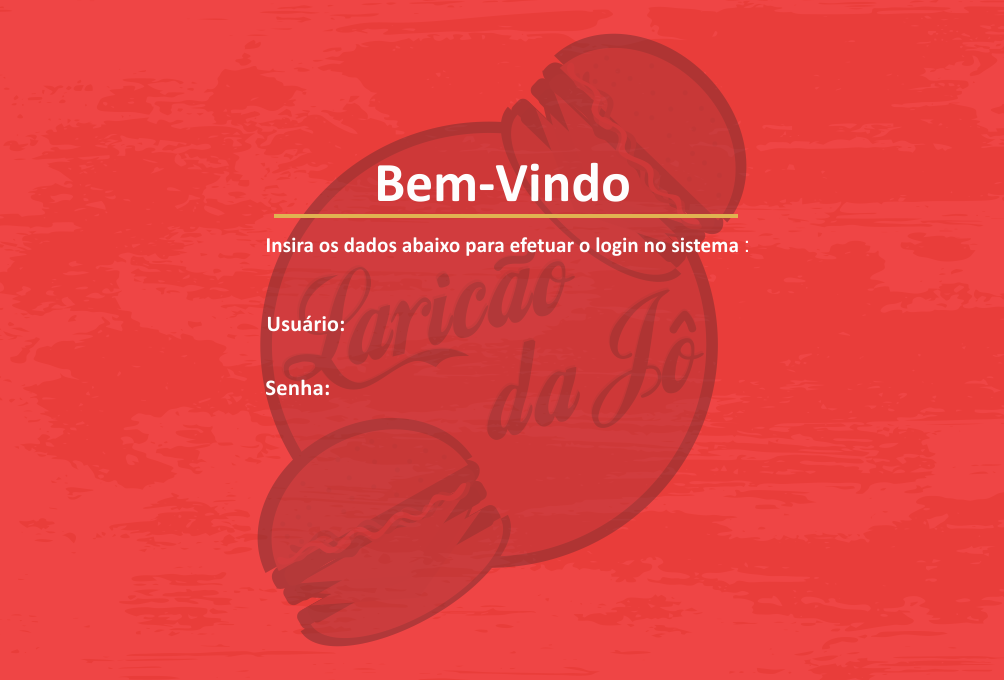 Bem-Vindo
Insira os dados abaixo para efetuar o login no sistema :
Laricão
da Jô
Usuário:
Senha: